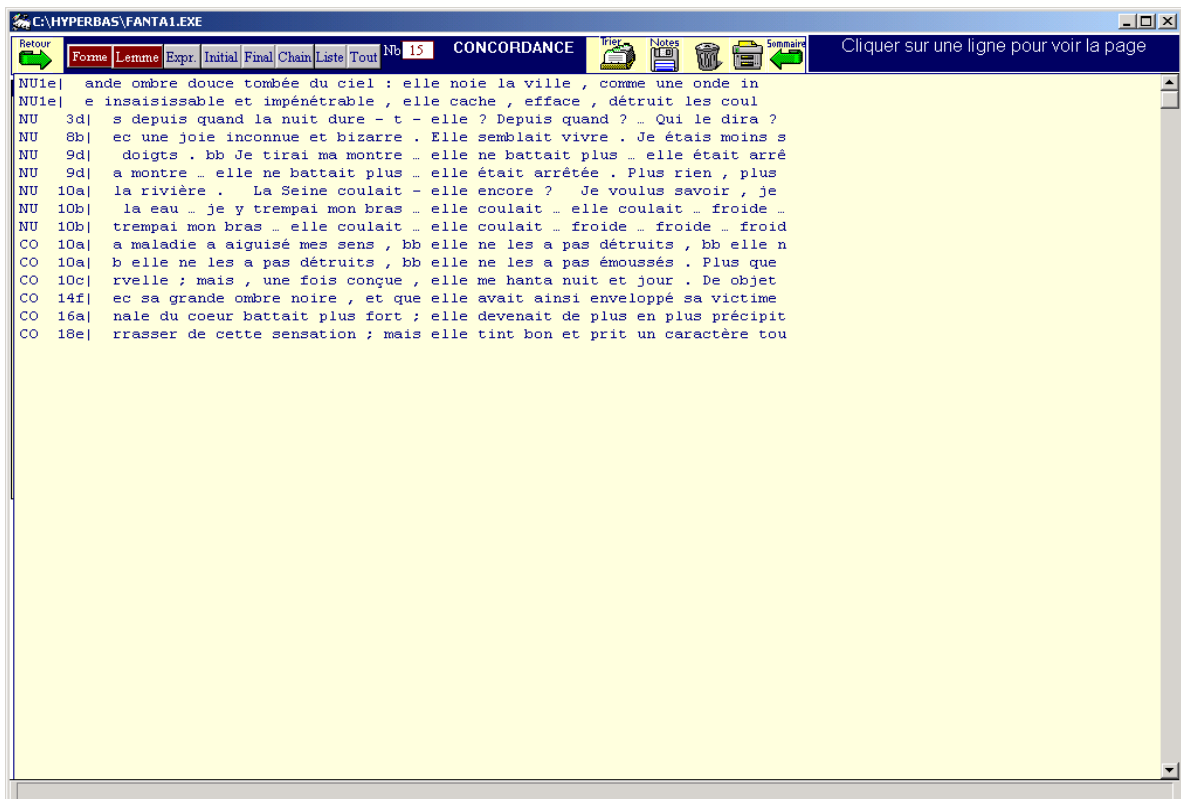 C:\HYPERBAS\FANTA1.EXE
Retour Forme Lemme Expr. Initial Final Chain Liste Tout Nb 15 CONCORDANCE Trier Notes Sommaire Cliquer sur une ligne pour voir la page
NU1e| ande ombre douce tombée du ciel : elle noie la ville , comme une onde in
NU1e| e insaisissable et impénétrable , elle cache , efface , détruit les coul
NU 3d| s depuis quand la nuit dure - t - elle ? Depuis quand ? … Qui le dira ?
NU 8b| ec une joie inconnue et bizarre . Elle semblait vivre . Je étais moins s
NU 9d| doigts . bb Je tirai ma montre … elle ne battait plus … elle était arrê
NU 9d| a montre … elle ne battait plus … elle était arrêtée . Plus rien , plus
NU 10a| la rivière . La Seine coulait - elle encore ? Je voulus savoir , je
NU 10b| la eau … je y trempai mon bras … elle coulait … elle coulait … froide …
NU 10b| trempai mon bras … elle coulait … elle coulait … froide … froide … froid
CO 10a| a maladie a aiguisé mes sens , bb elle ne les a pas détruits , bb elle n
CO 10a| b elle ne les a pas détruits , bb elle ne les a pas émoussés . Plus que
CO 10c| rvelle ; mais , une fois conçue , elle me hanta nuit et jour . De objet
CO 14f| ec sa grande ombre noire , et que elle avait ainsi enveloppé sa victime
CO 16a| nale du coeur battait plus fort ; elle devenait de plus en plus précipit
CO 18e| rrasser de cette sensation ; mais elle tint bon et prit un caractère tou